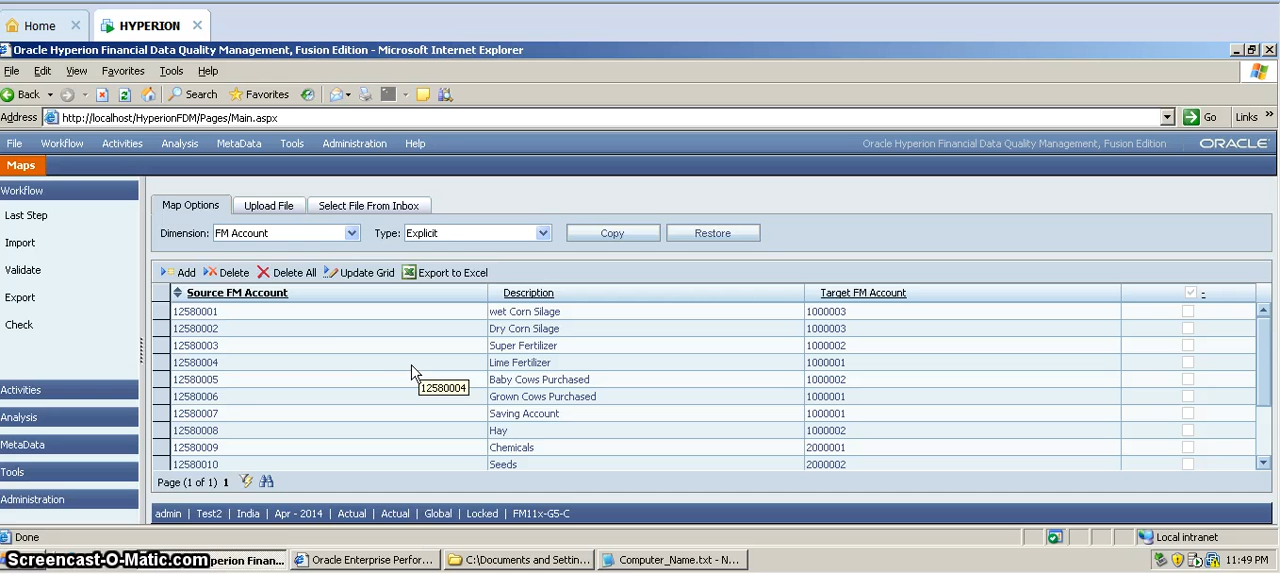 Home
HYPERION
Oracle Hyperion Financial Data Quality Management, Fusion Edition - Microsoft Internet Explorer
File Edit View Favorites Tools Help
Back Search Favorites
Address http://localhost/HyperionFDM/Pages/Main.aspx Go Links »
File Workflow Activities Analysis MetaData Tools Administration Help Oracle Hyperion Financial Data Quality Management, Fusion Edition ORACLE
Maps
Workflow
Last Step
Import
Validate
Export
Check
Activities
Analysis
MetaData
Tools
Administration
Map Options Upload File Select File From Inbox
Dimension: FM Account Type: Explicit Copy Restore
Add Delete Delete All Update Grid Export to Excel
Source FM Account Description Target FM Account -
12580001 wet Corn Silage 1000003
12580002 Dry Corn Silage 1000003
12580003 Super Fertilizer 1000002
12580004 Lime Fertilizer 1000001
12580005 Baby Cows Purchased 1000002
12580004
12580006 Grown Cows Purchased 1000001
12580007 Saving Account 1000001
12580008 Hay 1000002
12580009 Chemicals 2000001
12580010 Seeds 2000002
Page (1 of 1) 1
admin | Test2 | India | Apr - 2014 | Actual | Actual | Global | Locked | FM11x-G5-C
Done Local intranet
Screencast-O-Matic.com perion Finan... Oracle Enterprise Perfor... C:\Documents and Settin... Computer_Name.txt - N... 11:49 PM